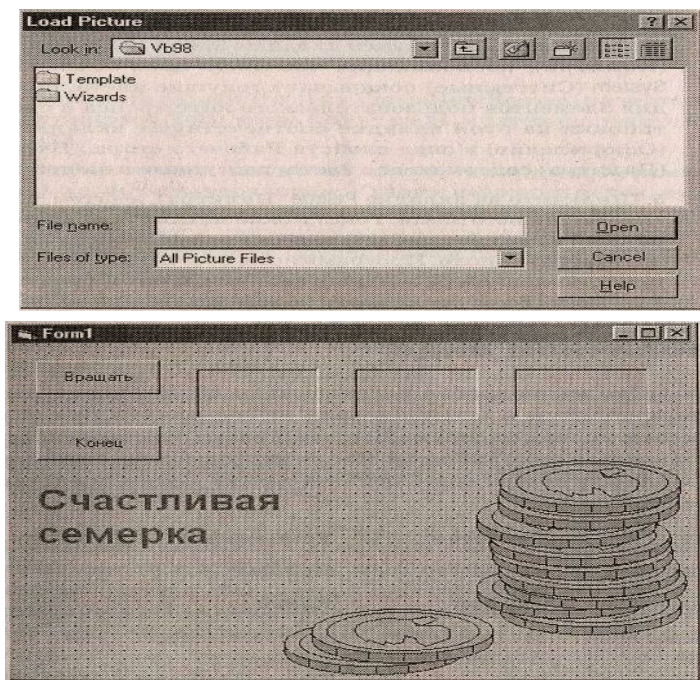 Load Picture
Look in: Vb98
Template
Wizards
File name:
Open
Files of type: All Picture Files
Cancel
Help
Form1
Вращать
Конец
Счастливая
семерка